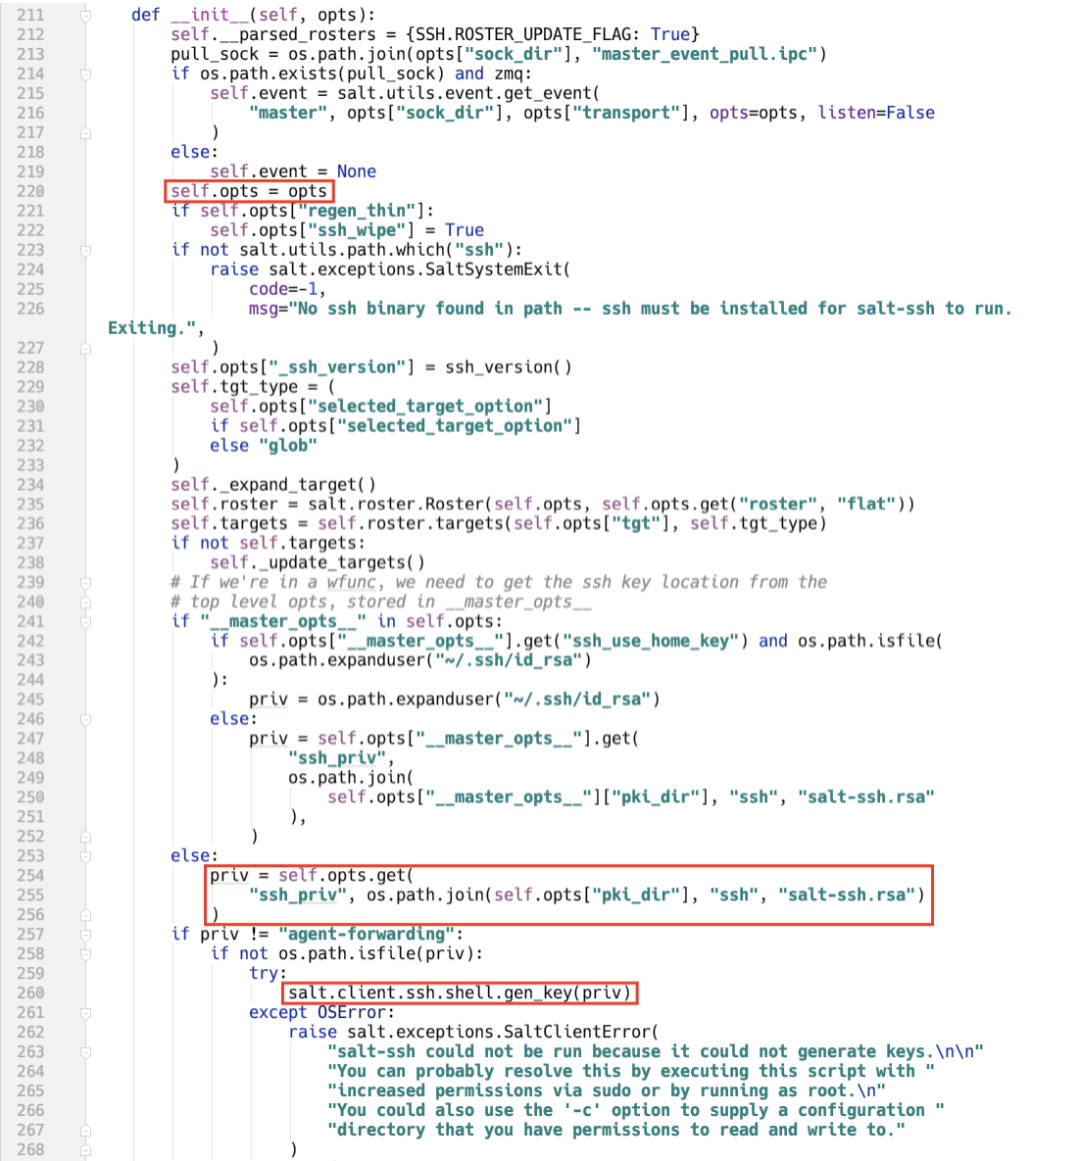 211 def __init__(self, opts):
212 self.__parsed_rosters = {SSH.ROSTER_UPDATE_FLAG: True}
213 pull_sock = os.path.join(opts["sock_dir"], "master_event_pull.ipc")
214 if os.path.exists(pull_sock) and zmq:
215 self.event = salt.utils.event.get_event(
216 "master", opts["sock_dir"], opts["transport"], opts=opts, listen=False
217 )
218 else:
219 self.event = None
220 self.opts = opts
221 if self.opts["regen_thin"]:
222 self.opts["ssh_wipe"] = True
223 if not salt.utils.path.which("ssh"):
224 raise salt.exceptions.SaltSystemExit(
225 code=-1,
226 msg="No ssh binary found in path -- ssh must be installed for salt-ssh to run.
Exiting.",
227 )
228 self.opts["_ssh_version"] = ssh_version()
229 self.tgt_type = (
230 self.opts["selected_target_option"]
231 if self.opts["selected_target_option"]
232 else "glob"
233 )
234 self._expand_target()
235 self.roster = salt.roster.Roster(self.opts, self.opts.get("roster", "flat"))
236 self.targets = self.roster.targets(self.opts["tgt"], self.tgt_type)
237 if not self.targets:
238 self._update_targets()
239 # If we're in a wfunc, we need to get the ssh key location from the
240 # top level opts, stored in __master_opts__
241 if "__master_opts__" in self.opts:
242 if self.opts["__master_opts__"].get("ssh_use_home_key") and os.path.isfile(
243 os.path.expanduser("~/.ssh/id_rsa")
244 ):
245 priv = os.path.expanduser("~/.ssh/id_rsa")
246 else:
247 priv = self.opts["__master_opts__"].get(
248 "ssh_priv",
249 os.path.join(
250 self.opts["__master_opts__"]["pki_dir"], "ssh", "salt-ssh.rsa"
251 ),
252 )
253 else:
254 priv = self.opts.get(
255 "ssh_priv", os.path.join(self.opts["pki_dir"], "ssh", "salt-ssh.rsa")
256 )
257 if priv != "agent-forwarding":
258 if not os.path.isfile(priv):
259 try:
260 salt.client.ssh.shell.gen_key(priv)
261 except OSError:
262 raise salt.exceptions.SaltClientError(
263 "salt-ssh could not be run because it could not generate keys.\n\n"
264 "You can probably resolve this by executing this script with "
265 "increased permissions via sudo or by running as root.\n"
266 "You could also use the '-c' option to supply a configuration "
267 "directory that you have permissions to read and write to."
268 )